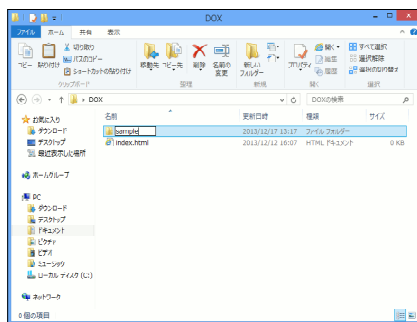 DOX
ファイル ホーム 共有 表示
コピー 貼り付け 切り取り パスのコピー ショートカットの貼り付け
移動先 コピー先 削除 名前の変更
新しいフォルダー
プロパティ 開く 編集 履歴
すべて選択 選択解除 選択の切り替え
クリップボード 整理 新規 開く 選択
DOX DOXの検索
名前 更新日時 種類 サイズ
sample 2013/12/17 13:17 ファイル フォルダー
index.html 2013/12/12 16:07 HTML ドキュメント 0 KB
お気に入り
ダウンロード
デスクトップ
最近表示した場所
ホームグループ
PC
ダウンロード
デスクトップ
ドキュメント
ピクチャ
ビデオ
ミュージック
ローカル ディスク (C:)
ネットワーク
0 個の項目